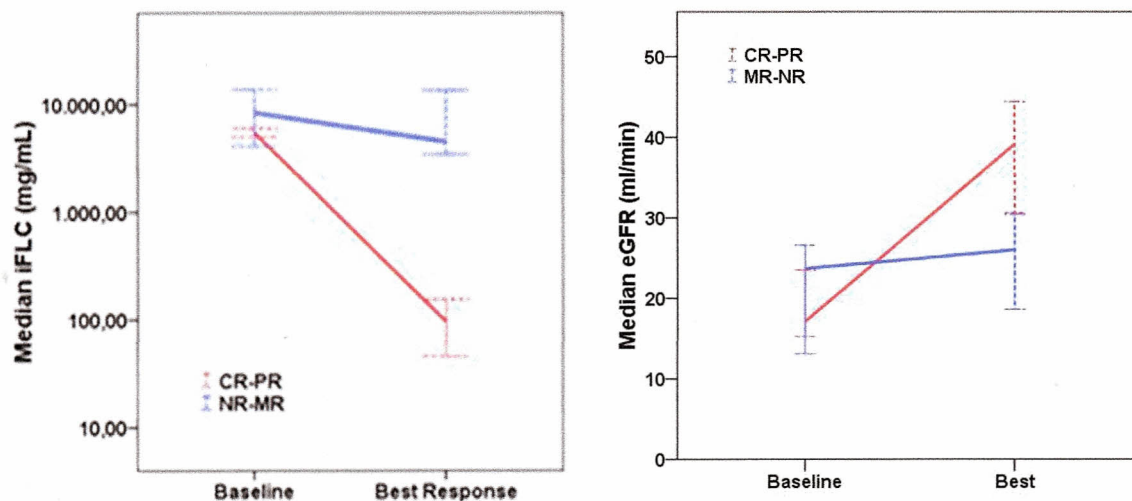 Median iFLC (mg/mL)
10.000,00
1.000,00
100,00
10,00
CR-PR
NR-MR
Baseline
Best Response
Median eGFR (ml/min)
50
40
30
20
10
0
CR-PR
MR-NR
Baseline
Best